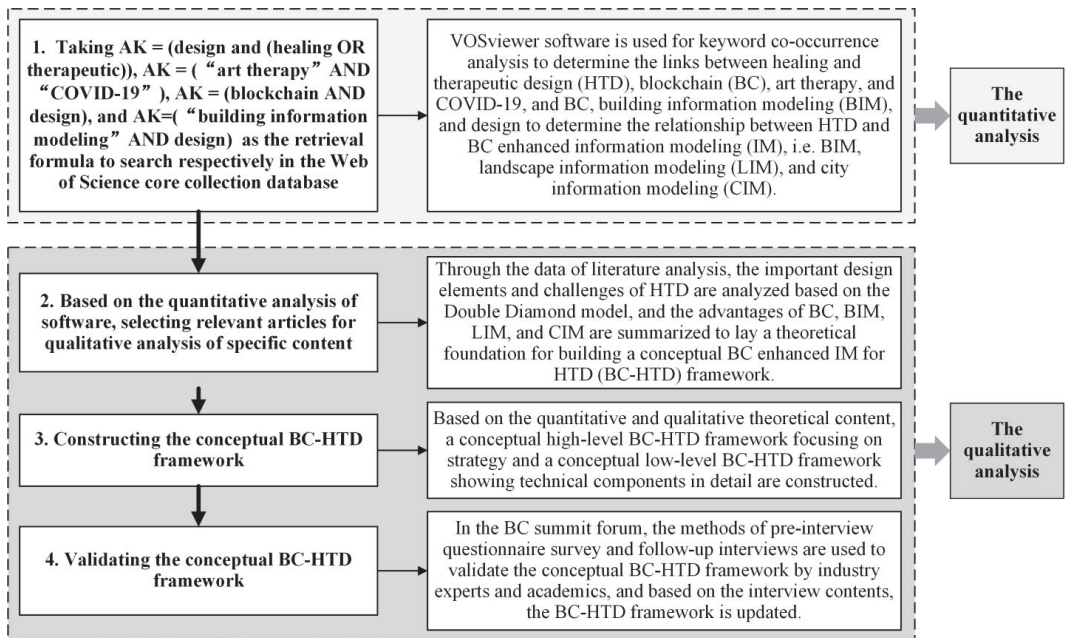 1. Taking AK = (design and (healing OR
therapeutic)), AK = (“art therapy” AND
“COVID-19”), AK = (blockchain AND
design), and AK=(“building information
modeling” AND design) as the retrieval
formula to search respectively in the Web
of Science core collection database
VOSviewer software is used for keyword co-occurrence
analysis to determine the links between healing and
therapeutic design (HTD), blockchain (BC), art therapy, and
COVID-19, and BC, building information modeling (BIM),
and design to determine the relationship between HTD and
BC enhanced information modeling (IM), i.e. BIM,
landscape information modeling (LIM), and city
information modeling (CIM).
The
quantitative
analysis
2. Based on the quantitative analysis of
software, selecting relevant articles for
qualitative analysis of specific content
Through the data of literature analysis, the important design
elements and challenges of HTD are analyzed based on the
Double Diamond model, and the advantages of BC, BIM,
LIM, and CIM are summarized to lay a theoretical
foundation for building a conceptual BC enhanced IM for
HTD (BC-HTD) framework.
3. Constructing the conceptual BC-HTD
framework
Based on the quantitative and qualitative theoretical content,
a conceptual high-level BC-HTD framework focusing on
strategy and a conceptual low-level BC-HTD framework
showing technical components in detail are constructed.
The
qualitative
analysis
4. Validating the conceptual BC-HTD
framework
In the BC summit forum, the methods of pre-interview
questionnaire survey and follow-up interviews are used to
validate the conceptual BC-HTD framework by industry
experts and academics, and based on the interview contents,
the BC-HTD framework is updated.